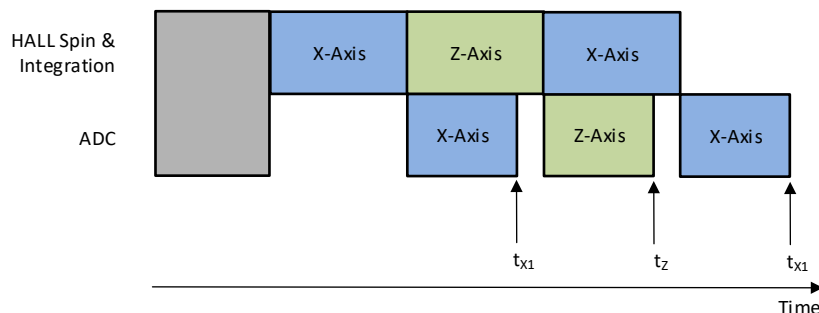 HALL Spin &
Integration
X-Axis
Z-Axis
X-Axis
ADC
X-Axis
Z-Axis
X-Axis
tX1
tZ
tX1
Time